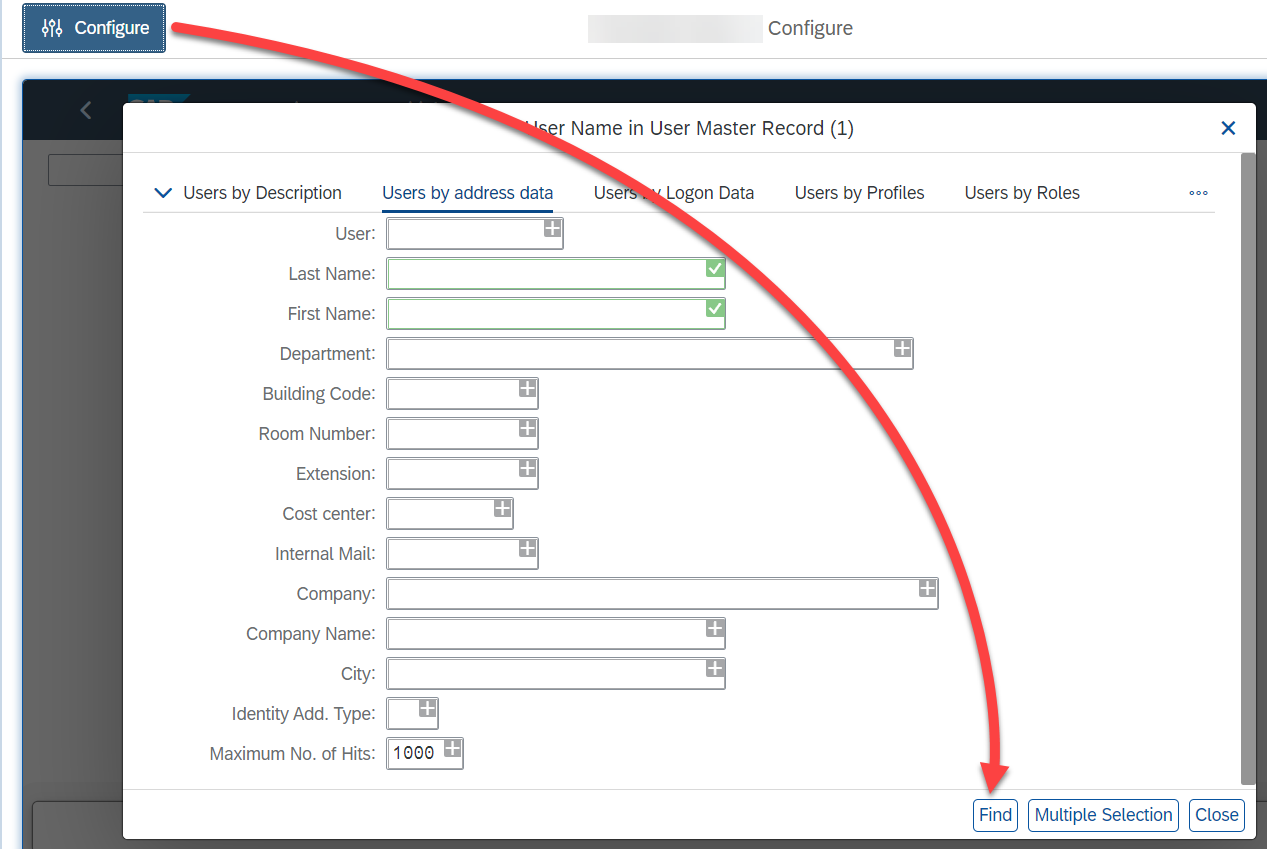 Configure
Configure
User Name in User Master Record (1)
Users by Description Users by address data Users by Logon Data Users by Profiles Users by Roles
User:
Last Name:
First Name:
Department:
Building Code:
Room Number:
Extension:
Cost center:
Internal Mail:
Company:
Company Name:
City:
Identity Add. Type:
Maximum No. of Hits: 1000
Find Multiple Selection Close